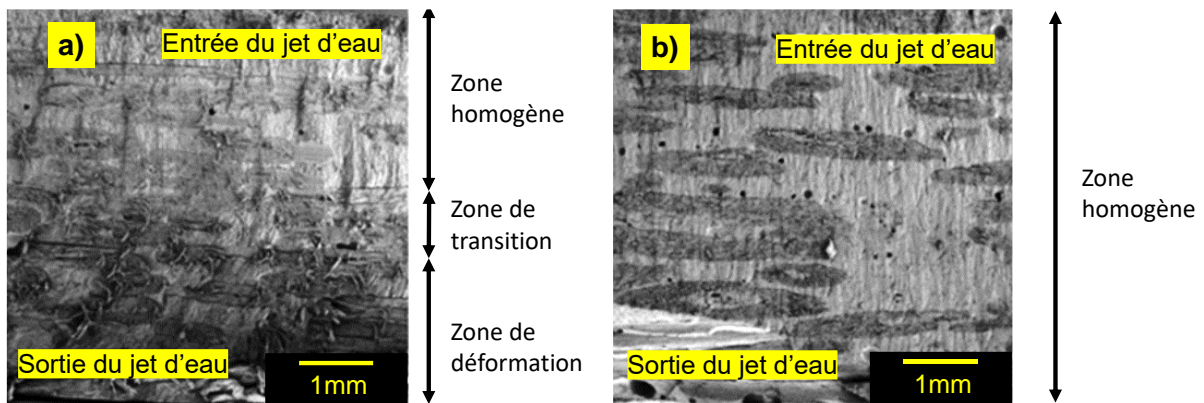 a)
Entrée du jet d'eau
Zone
homogène
Zone de
transition
Zone de
déformation
Sortie du jet d'eau
1mm
b)
Entrée du jet d'eau
Zone
homogène
Sortie du jet d'eau
1mm